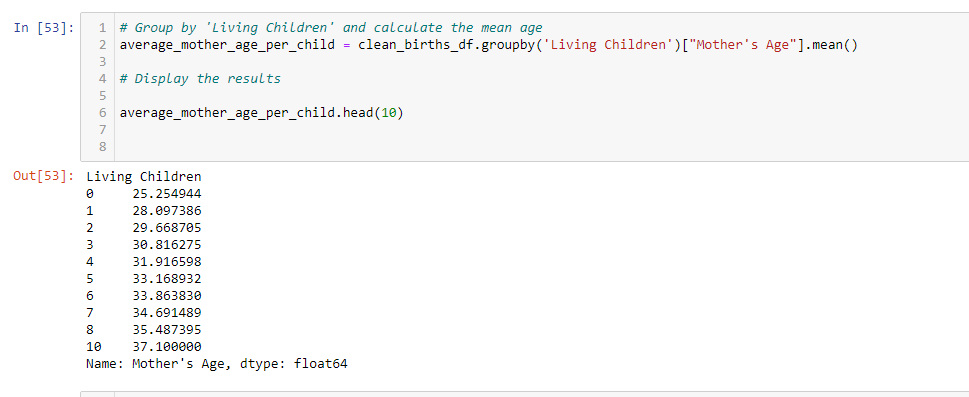 In [53]:
1 # Group by 'Living Children' and calculate the mean age
2 average_mother_age_per_child = clean_births_df.groupby('Living Children')["Mother's Age"].mean()
3
4 # Display the results
5
6 average_mother_age_per_child.head(10)
7
8
Out[53]: Living Children
0     25.254944
1     28.097386
2     29.668705
3     30.816275
4     31.916598
5     33.168932
6     33.863830
7     34.691489
8     35.487395
10    37.100000
Name: Mother's Age, dtype: float64